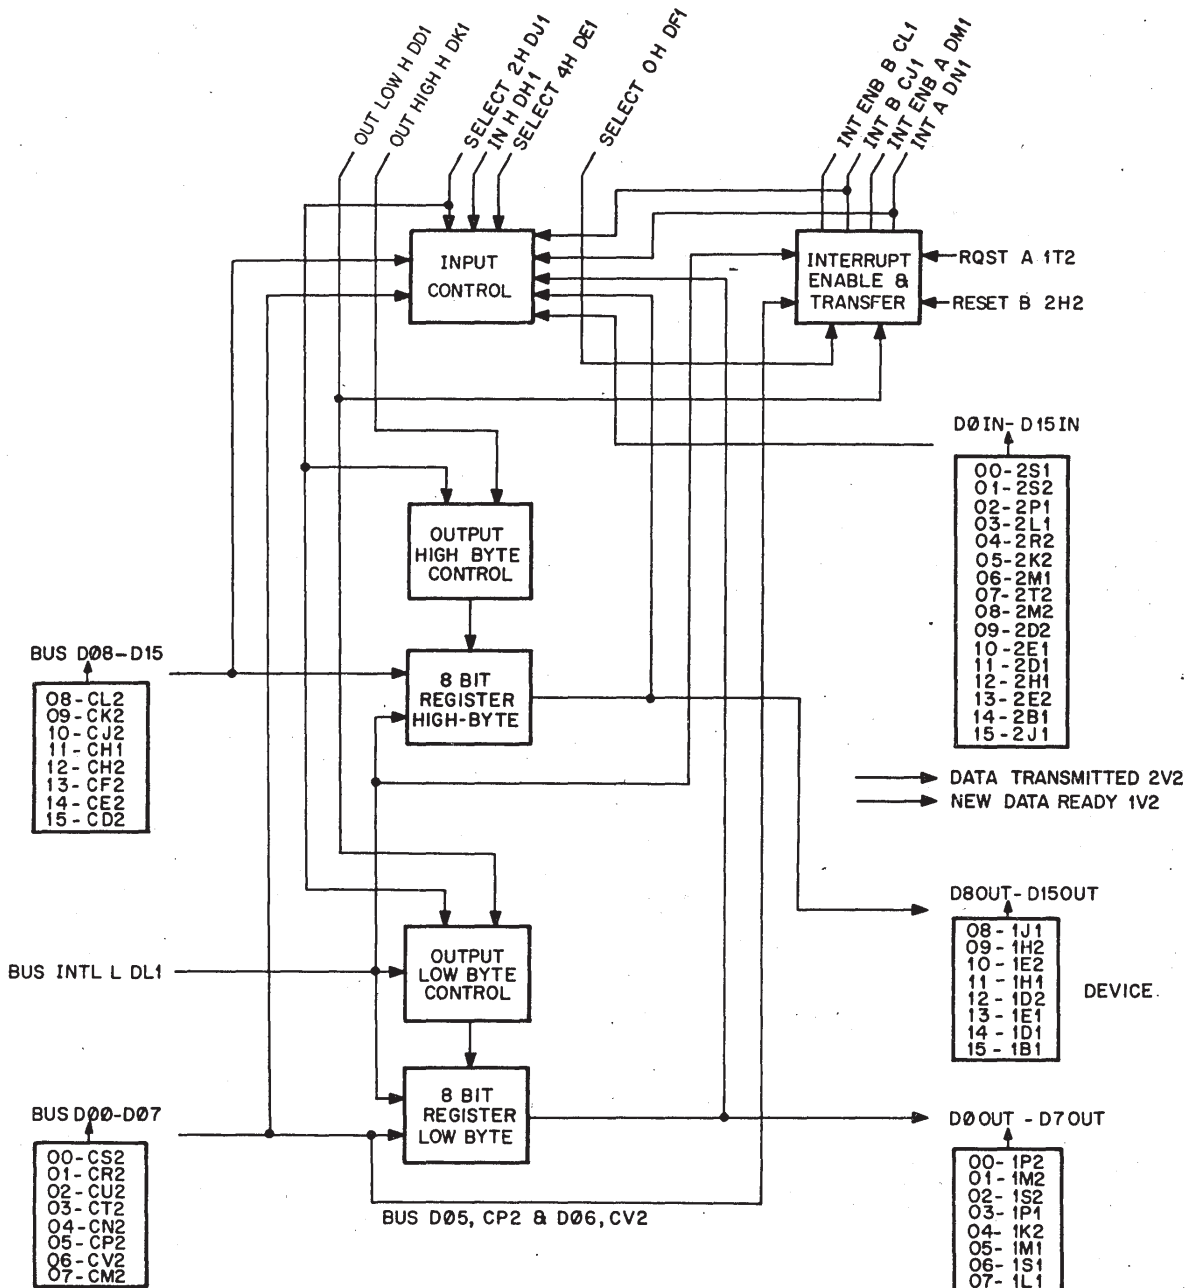 OUT LOW H DD1
OUT HIGH H DK1
SELECT 2H DJ1
IN H DH1
SELECT 4H DE1
SELECT OH DF1
INT ENB B CL1
INT B CJ1
INT ENB A DM1
INT A DN1
INPUT
CONTROL
INTERRUPT
ENABLE &
TRANSFER
RQST A 1T2
RESET B 2H2
DØIN-D15IN
00-2S1
01-2S2
02-2P1
03-2L1
04-2R2
05-2K2
06-2M1
07-2T2
08-2M2
09-2D2
10-2E1
11-2D1
12-2H1
13-2E2
14-2B1
15-2J1
OUTPUT
HIGH BYTE
CONTROL
BUS DØ8-D15
08-CL2
09-CK2
10-CJ2
11-CH1
12-CH2
13-CF2
14-CE2
15-CD2
8 BIT
REGISTER
HIGH-BYTE
DATA TRANSMITTED 2V2
NEW DATA READY 1V2
D8OUT-D15OUT
08-1J1
09-1H2
10-1E2
11-1H1
12-1D2
13-1E1
14-1D1
15-1B1
DEVICE.
BUS INTL L DL1
OUTPUT
LOW BYTE
CONTROL
8 BIT
REGISTER
LOW BYTE
BUS DØØ-DØ7
00-CS2
01-CR2
02-CU2
03-CT2
04-CN2
05-CP2
06-CV2
07-CM2
BUS DØ5, CP2 & DØ6, CV2
DØOUT - D7OUT
00-1P2
01-1M2
02-1S2
03-1P1
04-1K2
05-1M1
06-1S1
07-1L1